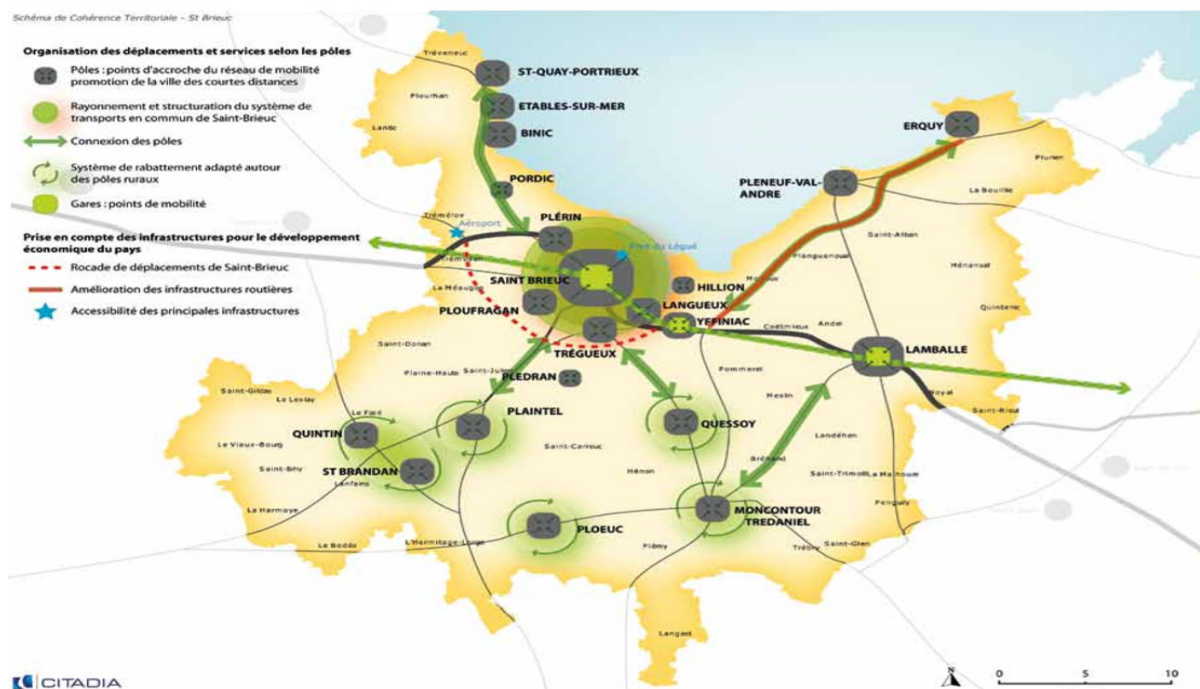 Schéma de Cohérence Territoriale - St Brieuc
Organisation des déplacements et services selon les pôles
Pôles : points d'accroche du réseau de mobilité
promotion de la ville des courtes distances
Rayonnement et structuration du système de
transports en commun de Saint-Brieuc
Connexion des pôles
Système de rabattement adapté autour
des pôles ruraux
Gares : points de mobilité
Prise en compte des infrastructures pour le développement
économique du pays
Rocade de déplacements de Saint-Brieuc
Amélioration des infrastructures routières
Accessibilité des principales infrastructures
Tréveneuc
ST-QUAY-PORTRIEUX
Plourhan
ETABLES-SUR-MER
Lantic
BINIC
ERQUY
Plurien
PORDIC
PLENEUF-VAL-
ANDRE
La Bouillie
Trémeloir
Aéroport
PLÉRIN
Saint-Alban
Port du Légué
Trémuson
Planguenoual
Hénansal
SAINT BRIEUC
La Méaugon
HILLION
Morieux
Quintenic
PLOUFRAGAN
LANGUEUX
YFFINIAC
Coëtmieux
Andel
Saint-Donan
TRÉGUEUX
LAMBALLE
Plaine-Haute
Saint-Julien
PLEDRAN
Pommeret
Saint-Gildas
Le Leslay
Meslin
Noyal
Saint-Rieul
Le Foeil
PLAINTEL
QUINTIN
QUESSOY
Landéhen
Le Vieux-Bourg
Saint-Carreuc
Bréhand
Saint-Bihy
ST BRANDAN
Hénon
Saint-Trimoël
La Malhoure
Lanfains
Penguily
La Harmoye
PLOEUC
MONCONTOUR
TREDANIEL
Le Bodéo
L'Hermitage-Lorge
Plémy
Trébry
Saint-Glen
Langast
CITADIA
N
0 5 10